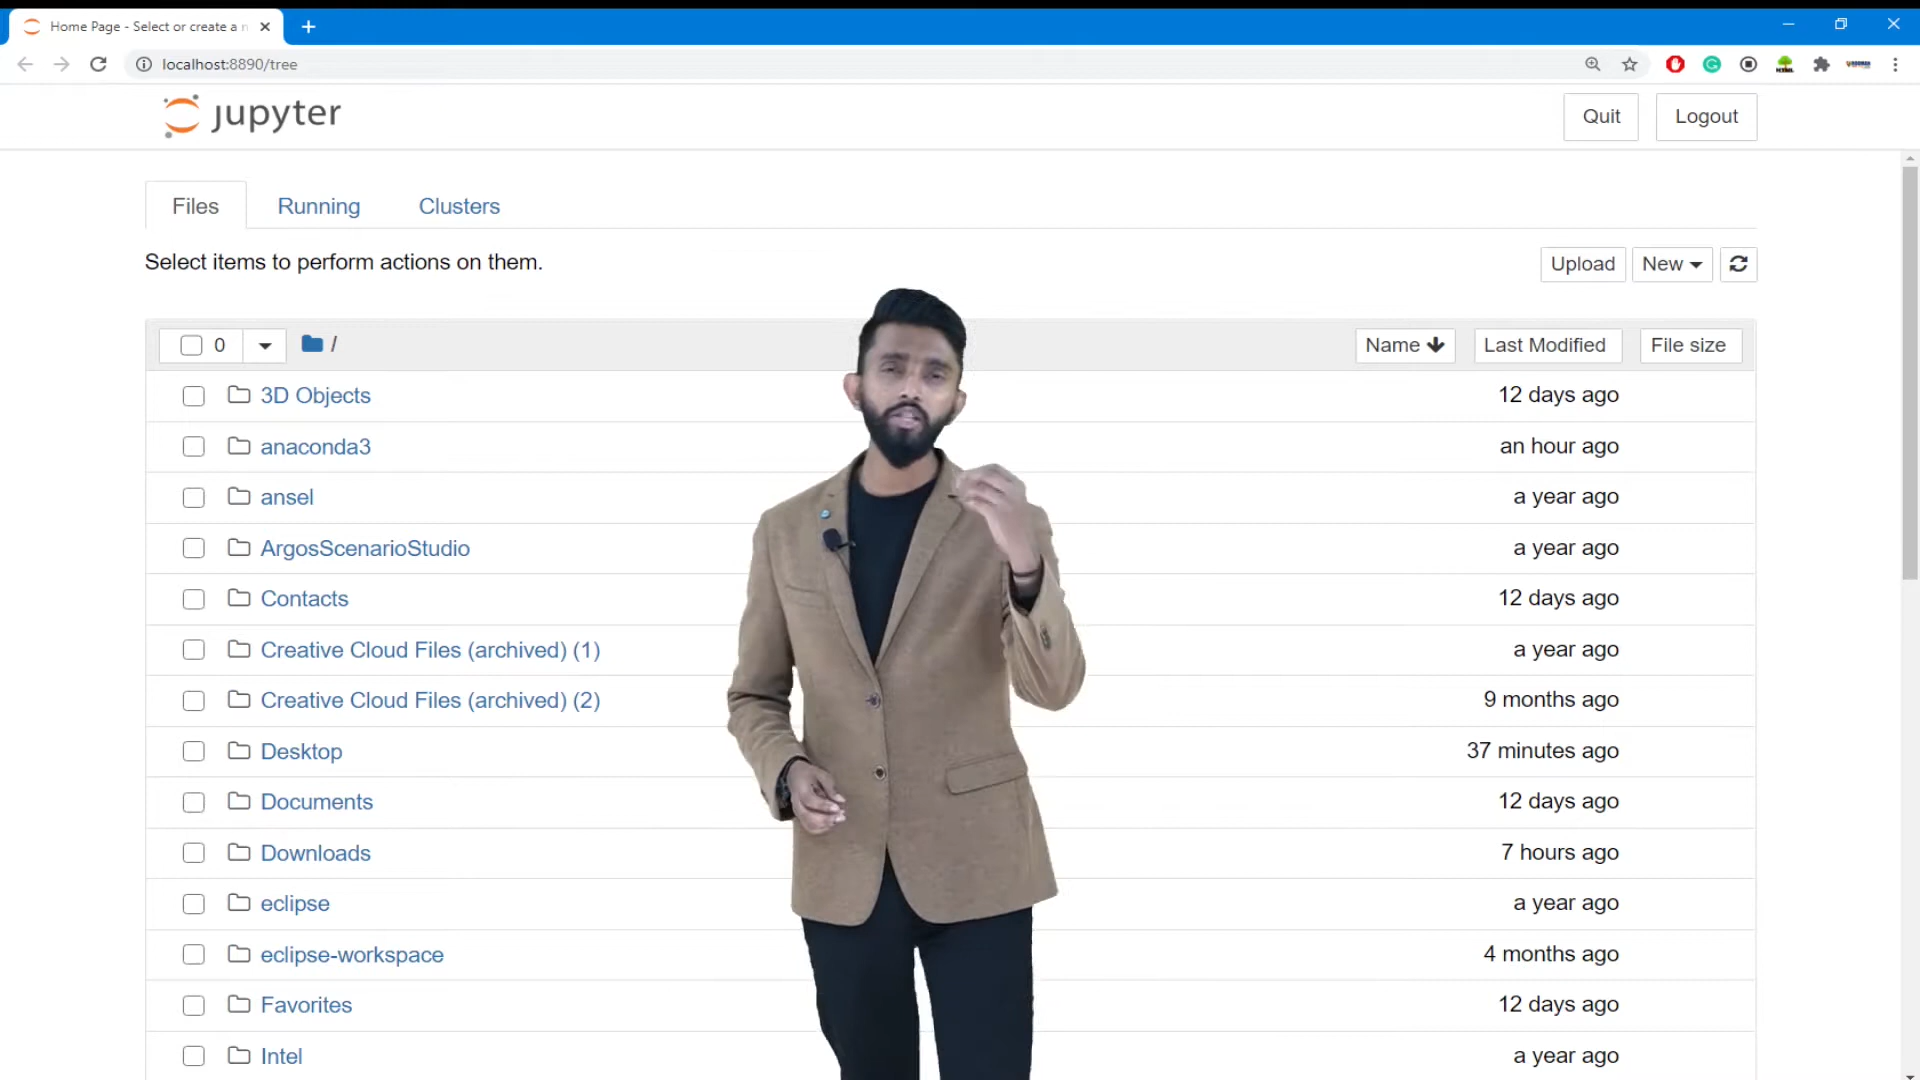 Home Page - Select or create a n
localhost:8890/tree
jupyter
Quit
Logout
Files
Running
Clusters
Select items to perform actions on them.
Upload
New
0
/
Name
Last Modified
File size
3D Objects
12 days ago
anaconda3
an hour ago
ansel
a year ago
ArgosScenarioStudio
a year ago
Contacts
12 days ago
Creative Cloud Files (archived) (1)
a year ago
Creative Cloud Files (archived) (2)
9 months ago
Desktop
37 minutes ago
Documents
12 days ago
Downloads
7 hours ago
eclipse
a year ago
eclipse-workspace
4 months ago
Favorites
12 days ago
Intel
a year ago